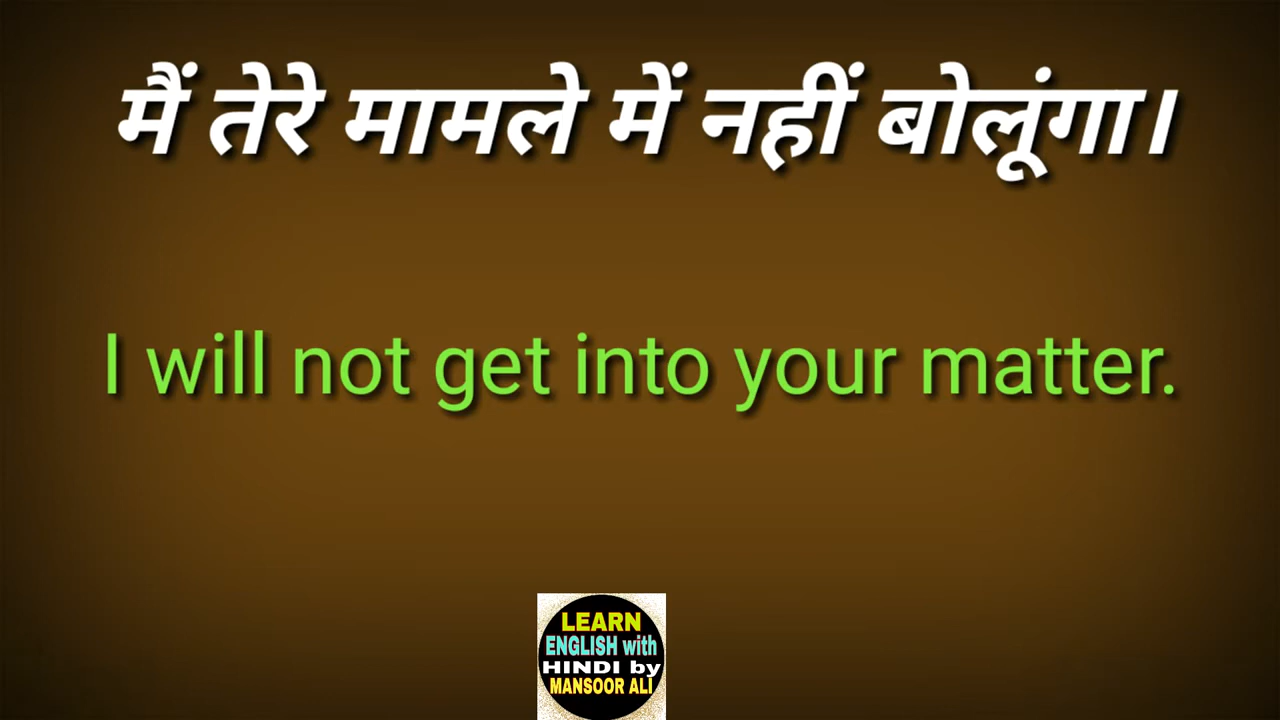 मैं तेरे मामले में नहीं बोलूंगा।
I will not get into your matter.
LEARN
ENGLISH with
HINDI by
MANSOOR ALI